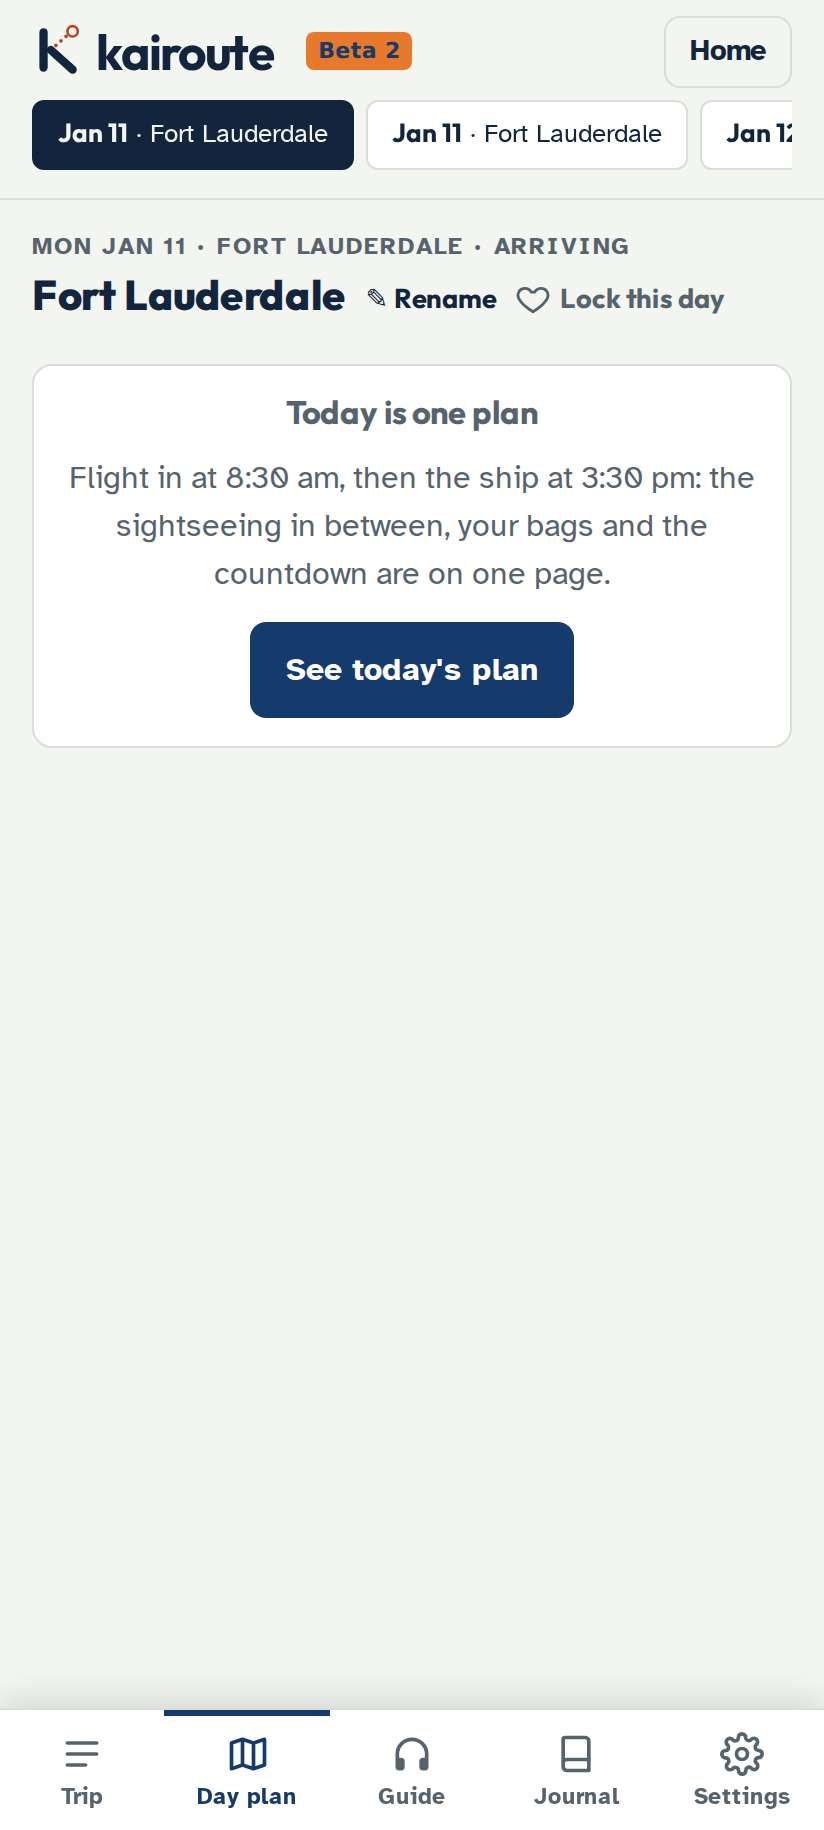 kairoute Beta 2 Home
Jan 11 · Fort Lauderdale Jan 11 · Fort Lauderdale Jan 12
MON JAN 11 · FORT LAUDERDALE · ARRIVING
Fort Lauderdale ✎ Rename Lock this day
Today is one plan
Flight in at 8:30 am, then the ship at 3:30 pm: the
sightseeing in between, your bags and the
countdown are on one page.
See today's plan
Trip Day plan Guide Journal Settings